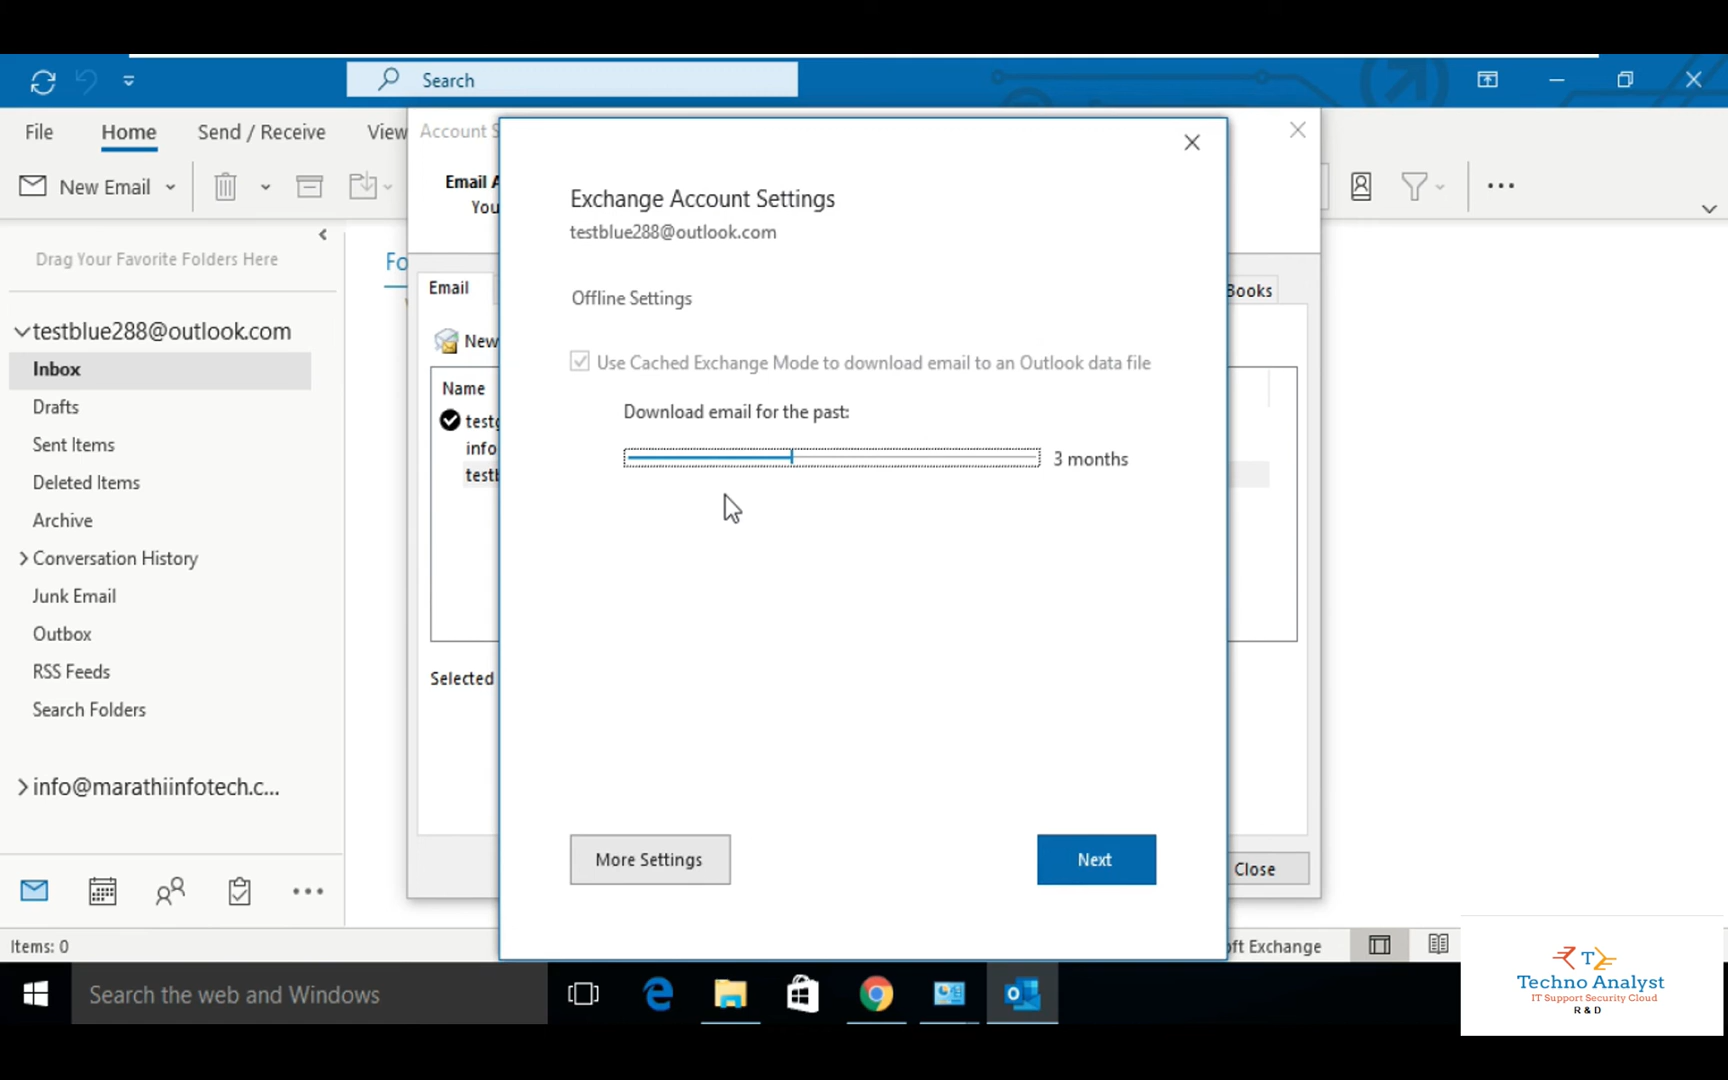 Search
File
Home
Send / Receive
View
Account S
New Email
Email A
You
Exchange Account Settings
testblue288@outlook.com
Drag Your Favorite Folders Here
Fo
Email
Books
Offline Settings
testblue288@outlook.com
New
Use Cached Exchange Mode to download email to an Outlook data file
Inbox
Name
Download email for the past:
Drafts
testg
Sent Items
info
3 months
Deleted Items
testb
Archive
Conversation History
Junk Email
Outbox
RSS Feeds
Selected
Search Folders
info@marathiinfotech.c...
More Settings
Next
Close
Items: 0
oft Exchange
Search the web and Windows
Techno Analyst
IT Support Security Cloud
R & D